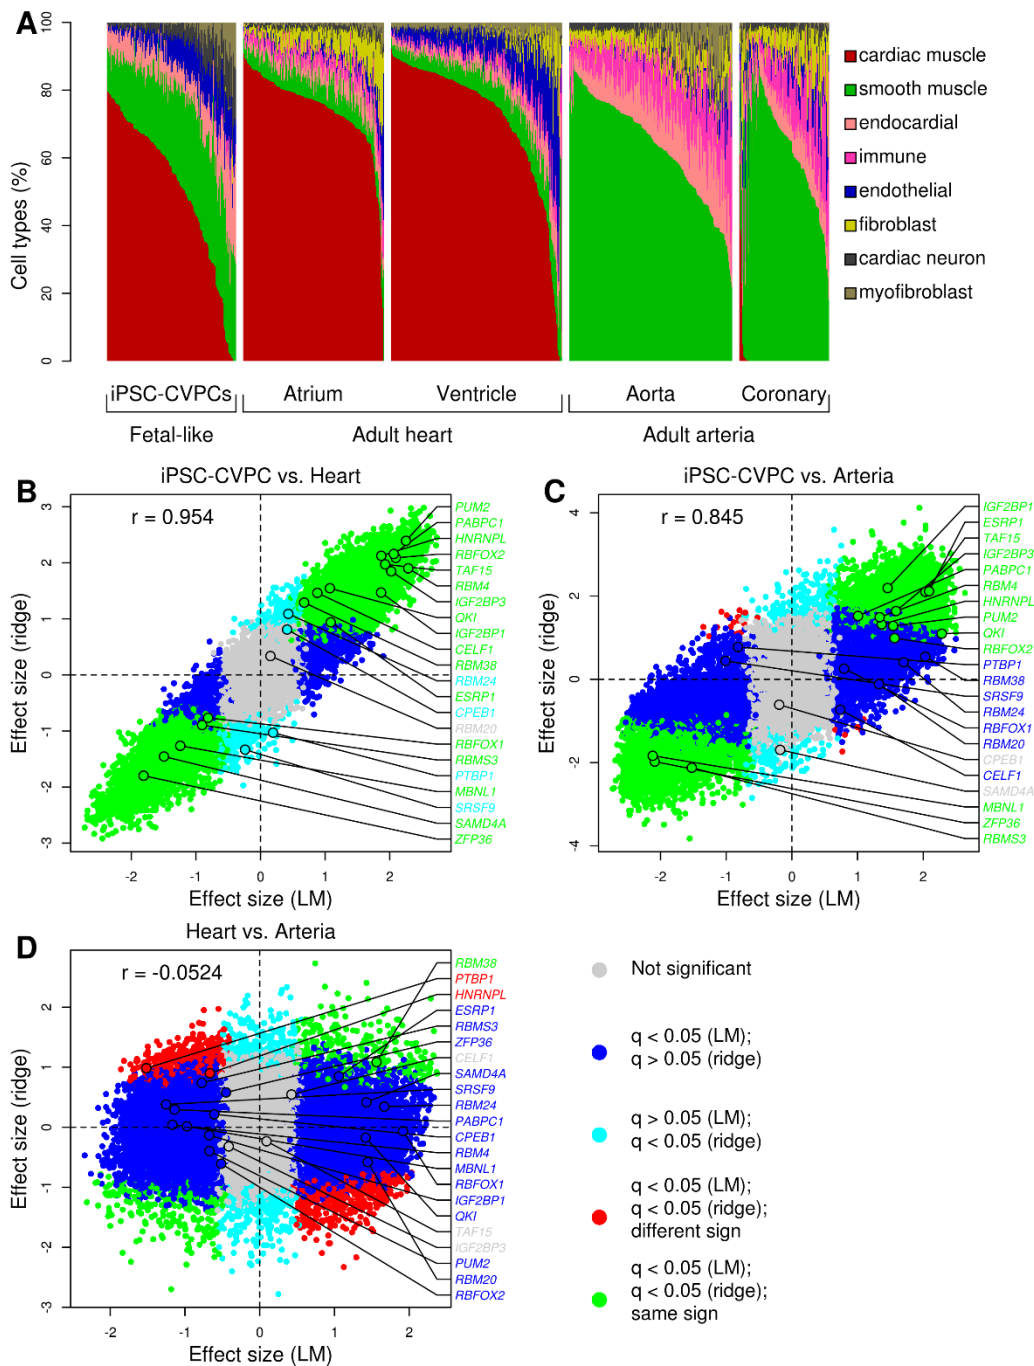 A
Cell types (%)
0
20
40
60
80
100
cardiac muscle
smooth muscle
endocardial
immune
endothelial
fibroblast
cardiac neuron
myofibroblast
iPSC-CVPCs
Atrium
Ventricle
Aorta
Coronary
Fetal-like
Adult heart
Adult arteria
B
iPSC-CVPC vs. Heart
r = 0.954
Effect size (ridge)
3
2
1
0
-1
-2
-3
-2
-1
0
1
2
Effect size (LM)
PUM2
PABPC1
HNRNPL
RBFOX2
TAF15
RBM4
IGF2BP3
QKI
IGF2BP1
CELF1
RBM38
RBM24
ESRP1
CPEB1
RBM20
RBFOX1
RBMS3
PTBP1
MBNL1
SRSF9
SAMD4A
ZFP36
C
iPSC-CVPC vs. Arteria
r = 0.845
Effect size (ridge)
4
2
0
-2
-4
-2
-1
0
1
2
Effect size (LM)
IGF2BP1
ESRP1
TAF15
IGF2BP3
PABPC1
RBM4
HNRNPL
PUM2
QKI
RBFOX2
PTBP1
RBM38
SRSF9
RBM24
RBFOX1
RBM20
CPEB1
CELF1
SAMD4A
MBNL1
ZFP36
RBMS3
D
Heart vs. Arteria
r = -0.0524
Effect size (ridge)
2
1
0
-1
-2
-3
-2
-1
0
1
2
Effect size (LM)
RBM38
PTBP1
HNRNPL
ESRP1
RBMS3
ZFP36
CELF1
SAMD4A
SRSF9
RBM24
PABPC1
CPEB1
RBM4
MBNL1
RBFOX1
IGF2BP1
QKI
TAF15
IGF2BP3
PUM2
RBM20
RBFOX2
Not significant
q < 0.05 (LM);
q > 0.05 (ridge)
q > 0.05 (LM);
q < 0.05 (ridge)
q < 0.05 (LM);
q < 0.05 (ridge);
different sign
q < 0.05 (LM);
q < 0.05 (ridge);
same sign